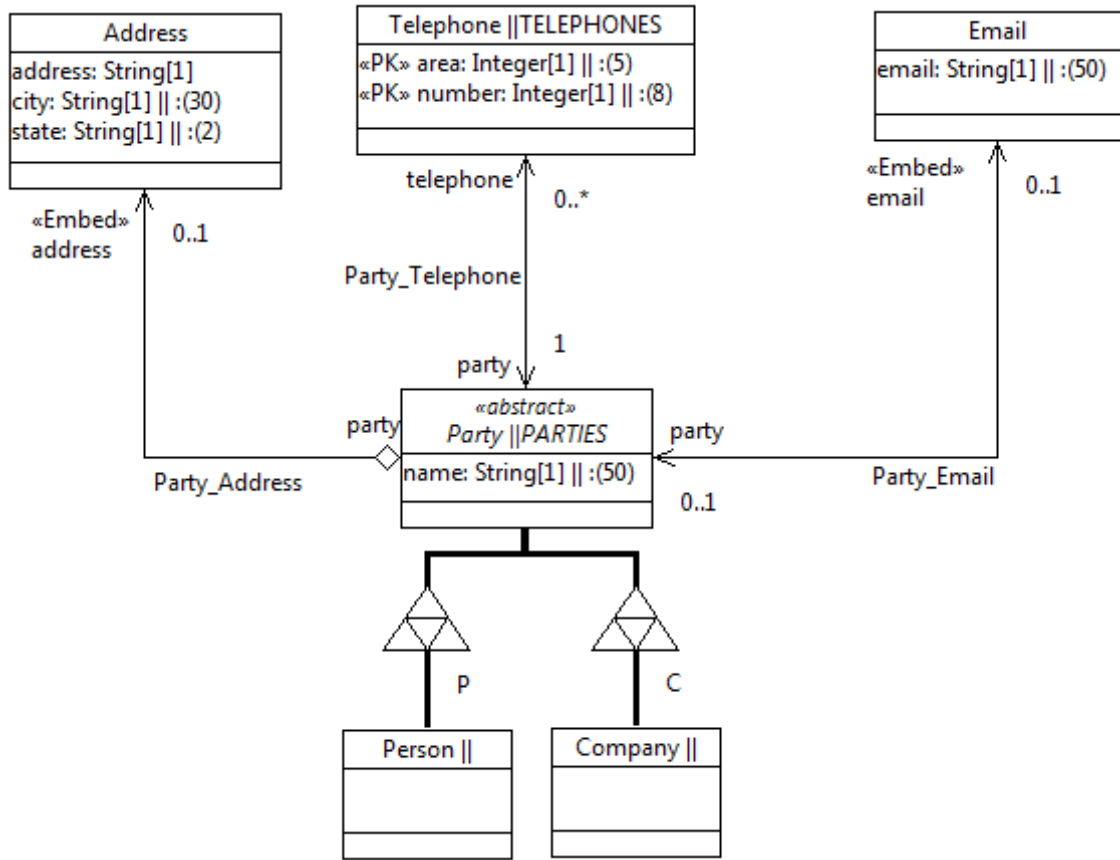 Address
address: String[1]
city: String[1] || :(30)
state: String[1] || :(2)
Telephone ||TELEPHONES
«PK» area: Integer[1] || :(5)
«PK» number: Integer[1] || :(8)
Email
email: String[1] || :(50)
«Embed»
address
0..1
telephone
0..*
«Embed»
email
0..1
Party_Telephone
1
party
party
Party_Address
«abstract»
Party ||PARTIES
name: String[1] || :(50)
party
0..1
Party_Email
P
C
Person ||
Company ||